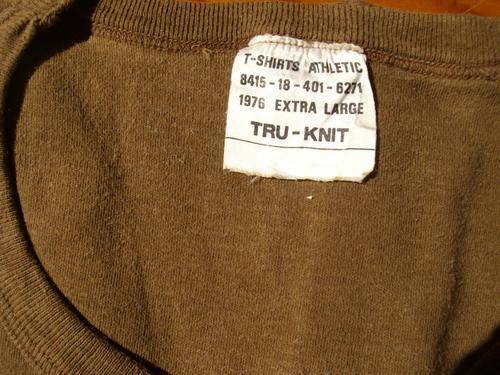 T-SHIRTS ATHLETIC
8415-18-401-6271
1976 EXTRA LARGE
TRU-KNIT